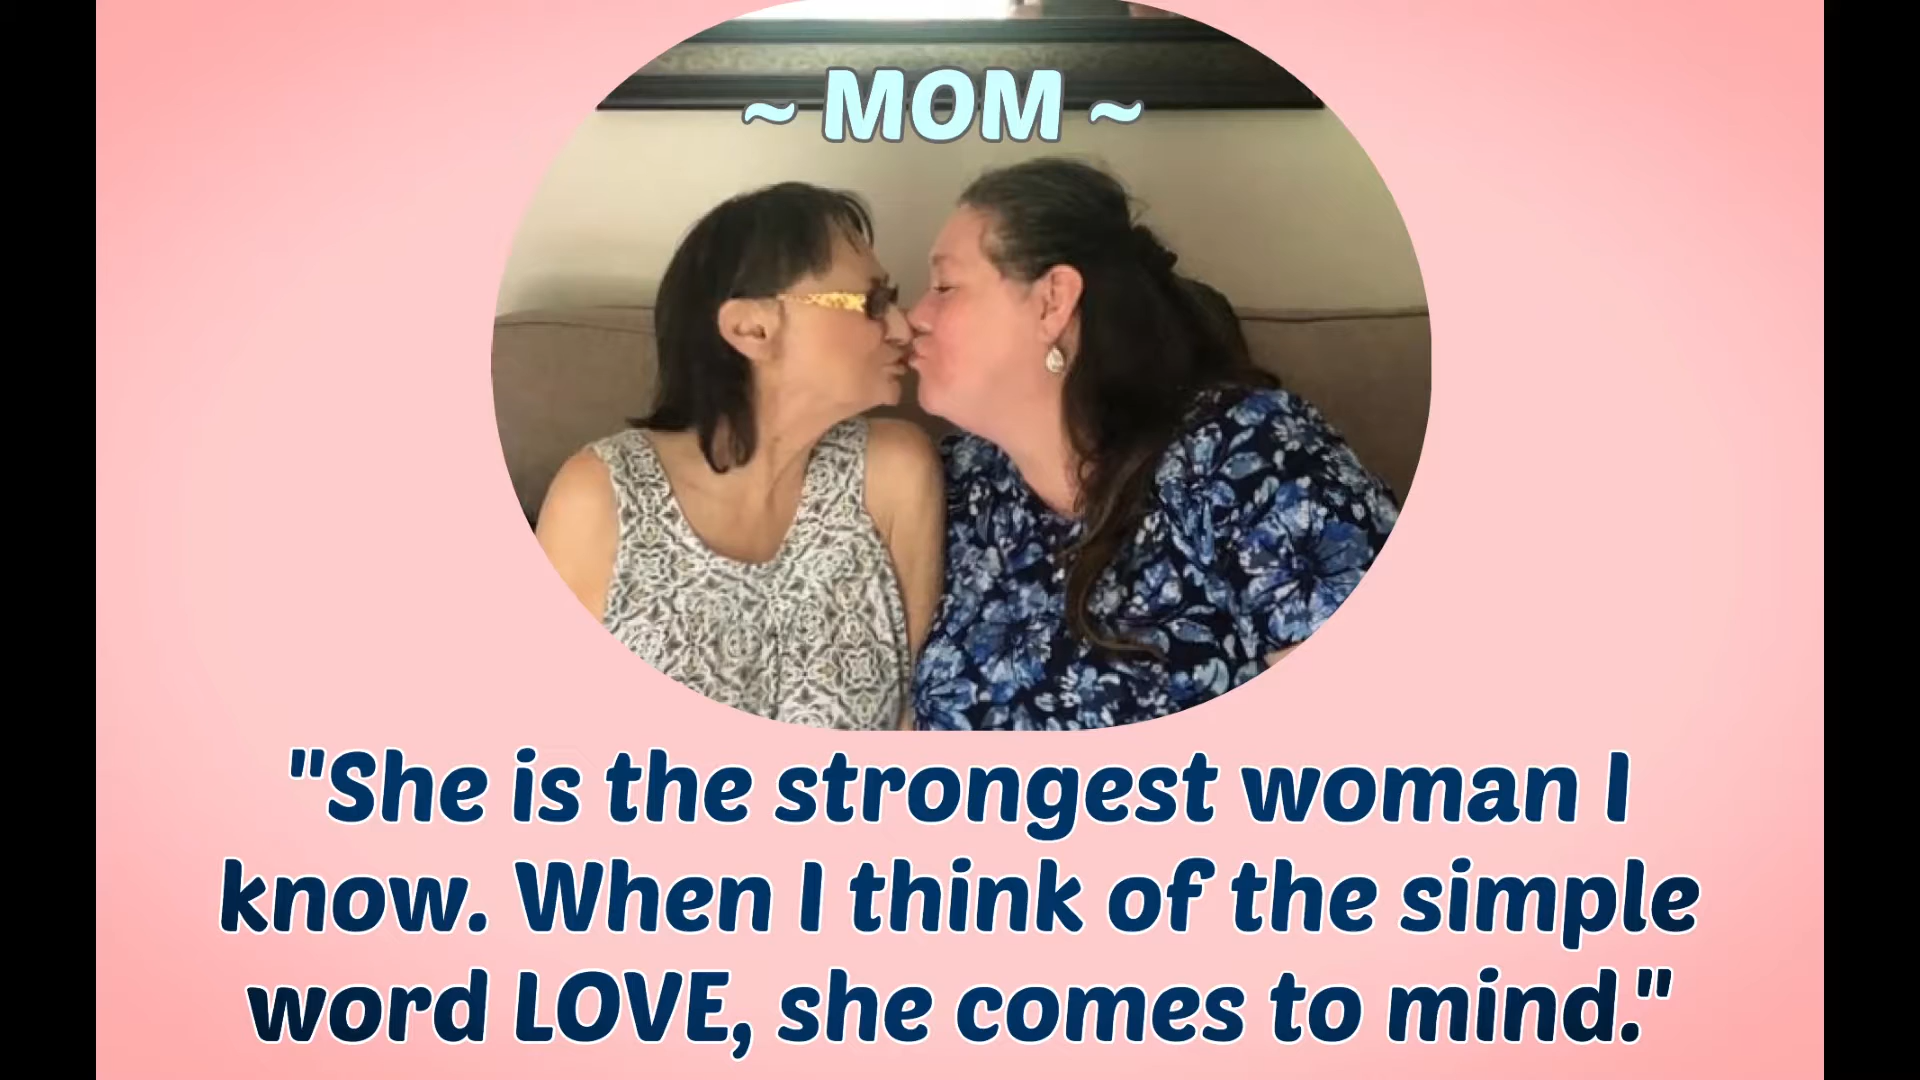 ~ MOM ~
"She is the strongest woman I
know. When I think of the simple
word LOVE, she comes to mind."